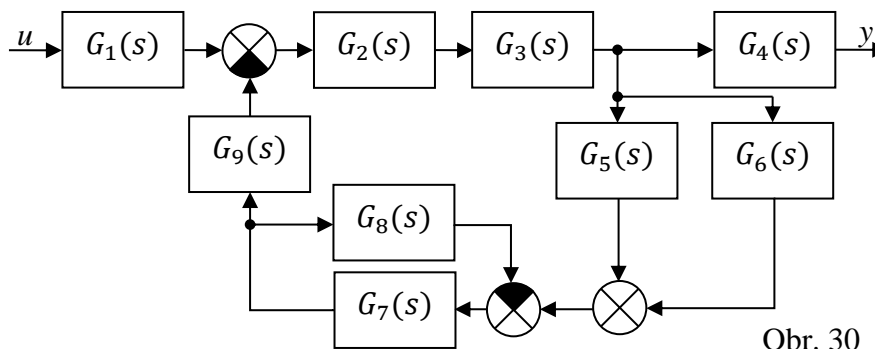 u G₁(s) G₂(s) G₃(s) G₄(s) y
G₉(s) G₅(s) G₆(s)
G₈(s)
G₇(s)
Obr. 30